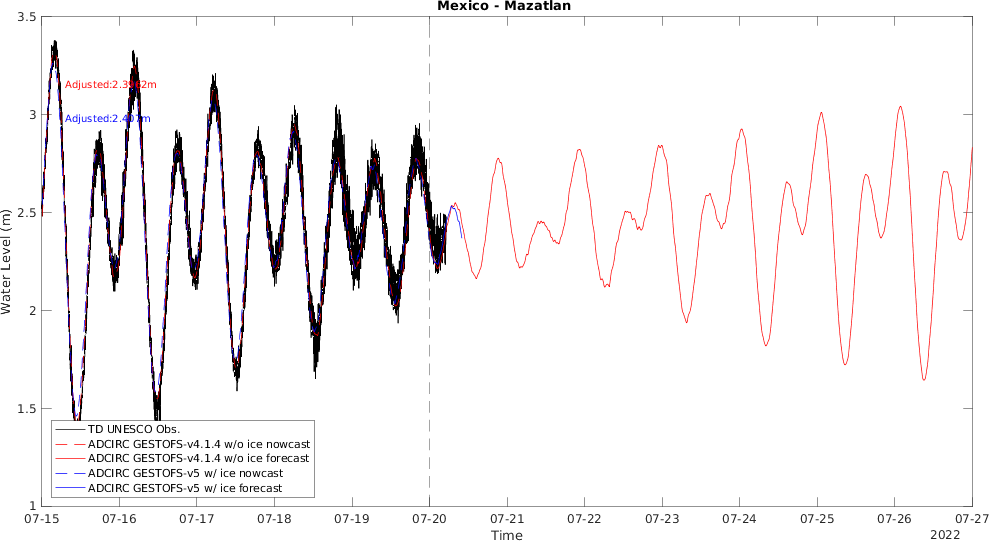 Mexico - Mazatlan
3.5
3
2.5
2
1.5
1
Water Level (m)
Adjusted:2.3962m
Adjusted:2.407m
TD UNESCO Obs.
ADCIRC GESTOFS-v4.1.4 w/o ice nowcast
ADCIRC GESTOFS-v4.1.4 w/o ice forecast
ADCIRC GESTOFS-v5 w/ ice nowcast
ADCIRC GESTOFS-v5 w/ ice forecast
07-15 07-16 07-17 07-18 07-19 07-20 07-21 07-22 07-23 07-24 07-25 07-26 07-27
Time
2022